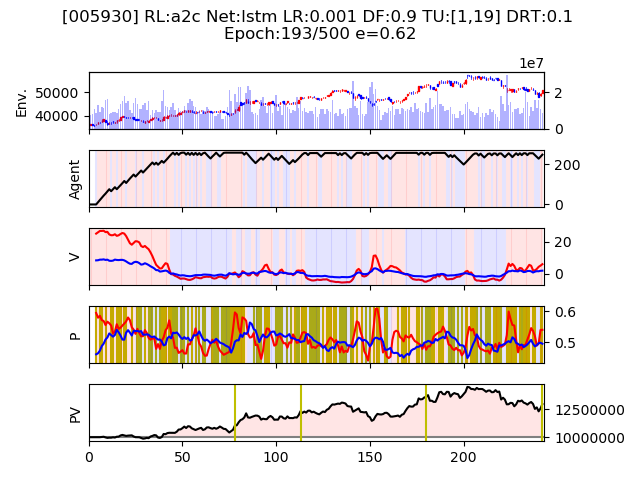 [005930] RL:a2c Net:lstm LR:0.001 DF:0.9 TU:[1,19] DRT:0.1
Epoch:193/500 e=0.62
1e7
Env.
50000
40000
2
0
Agent
200
0
V
20
0
P
0.6
0.5
PV
12500000
10000000
0
50
100
150
200